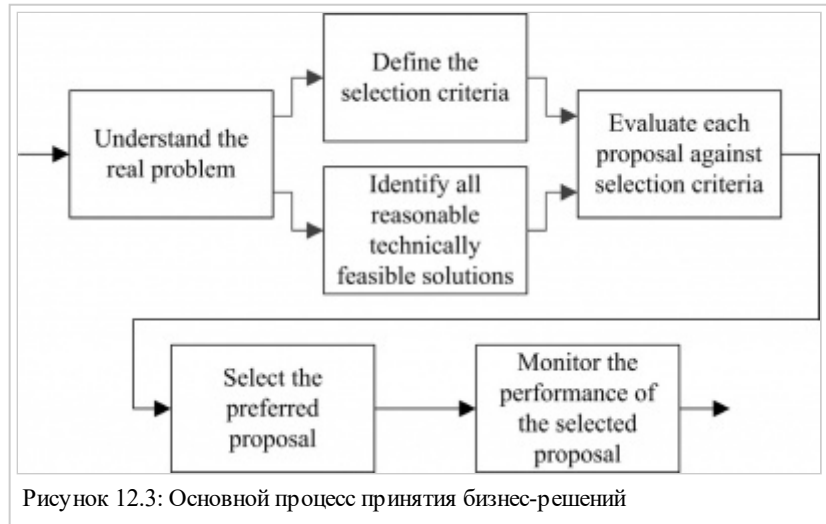 Define the
selection criteria
Understand the
real problem
Identify all
reasonable
technically
feasible solutions
Evaluate each
proposal against
selection criteria
Select the
preferred
proposal
Monitor the
performance of
the selected
proposal
Рисунок 12.3: Основной процесс принятия бизнес-решений